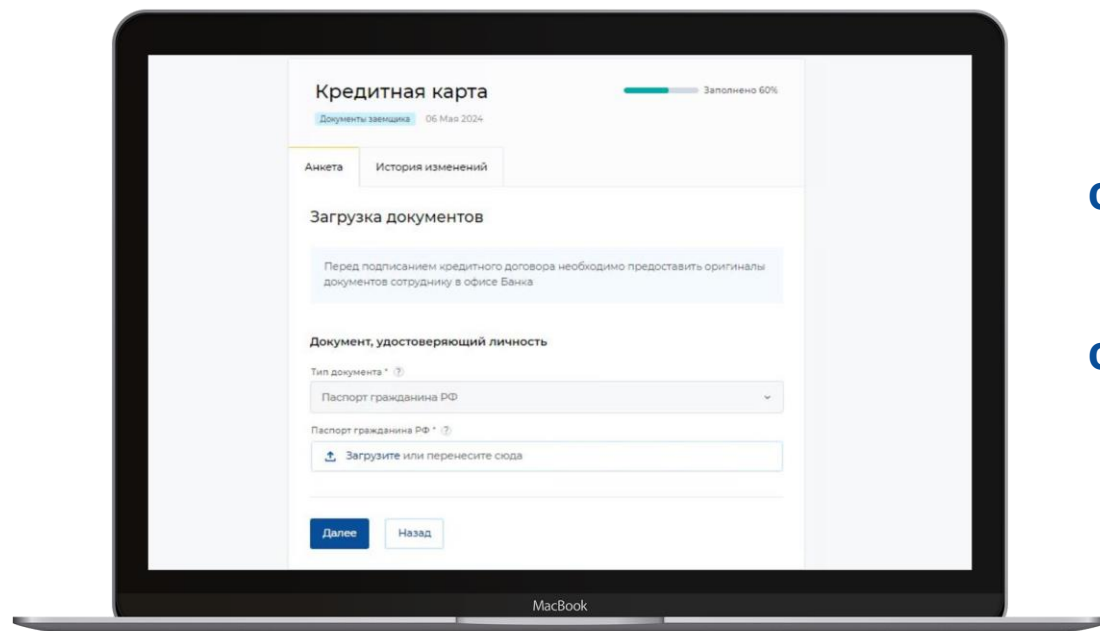 Кредитная карта
Заполнено 60%
Документы заемщика 06 Мая 2024
Анкета История изменений
Загрузка документов
Перед подписанием кредитного договора необходимо предоставить оригиналы
документов сотруднику в офисе Банка
Документ, удостоверяющий личность
Тип документа * ?
Паспорт гражданина РФ
Паспорт гражданина РФ * ?
Загрузите или перенесите сюда
Далее Назад
MacBook